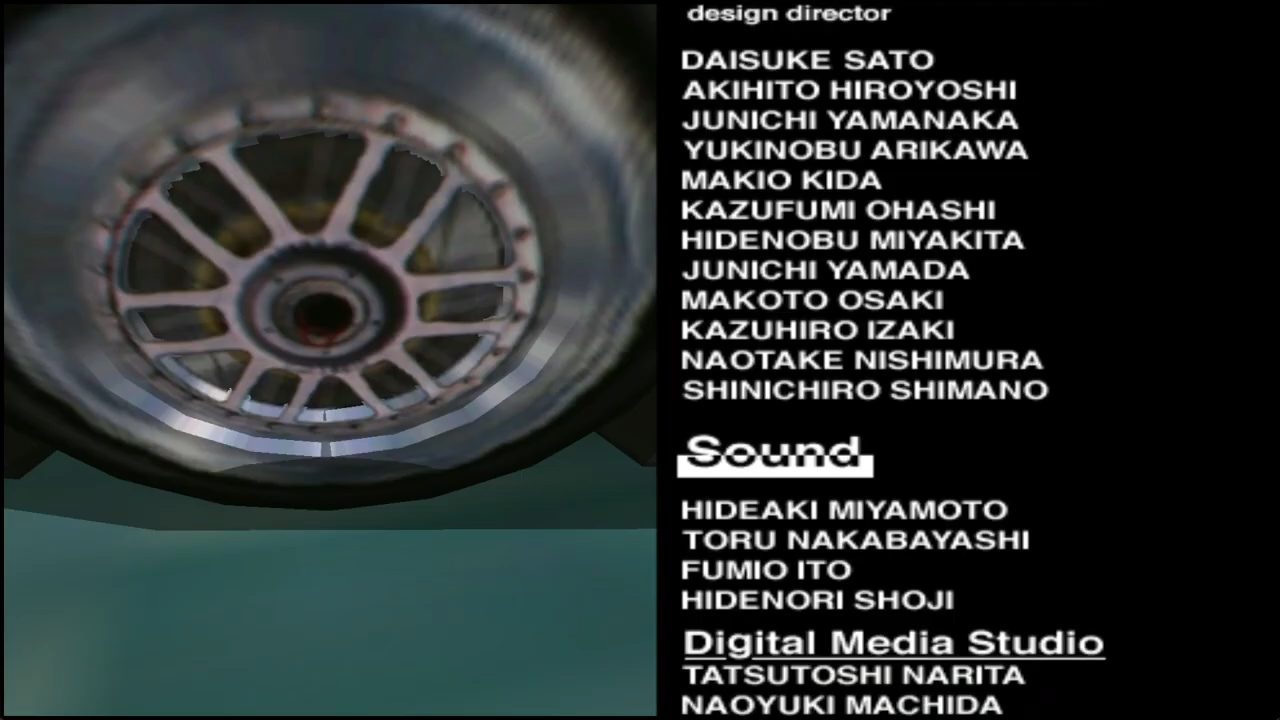 design director
DAISUKE SATO
AKIHITO HIROYOSHI
JUNICHI YAMANAKA
YUKINOBU ARIKAWA
MAKIO KIDA
KAZUFUMI OHASHI
HIDENOBU MIYAKITA
JUNICHI YAMADA
MAKOTO OSAKI
KAZUHIRO IZAKI
NAOTAKE NISHIMURA
SHINICHIRO SHIMANO
Sound
HIDEAKI MIYAMOTO
TORU NAKABAYASHI
FUMIO ITO
HIDENORI SHOJI
Digital Media Studio
TATSUTOSHI NARITA
NAOYUKI MACHIDA